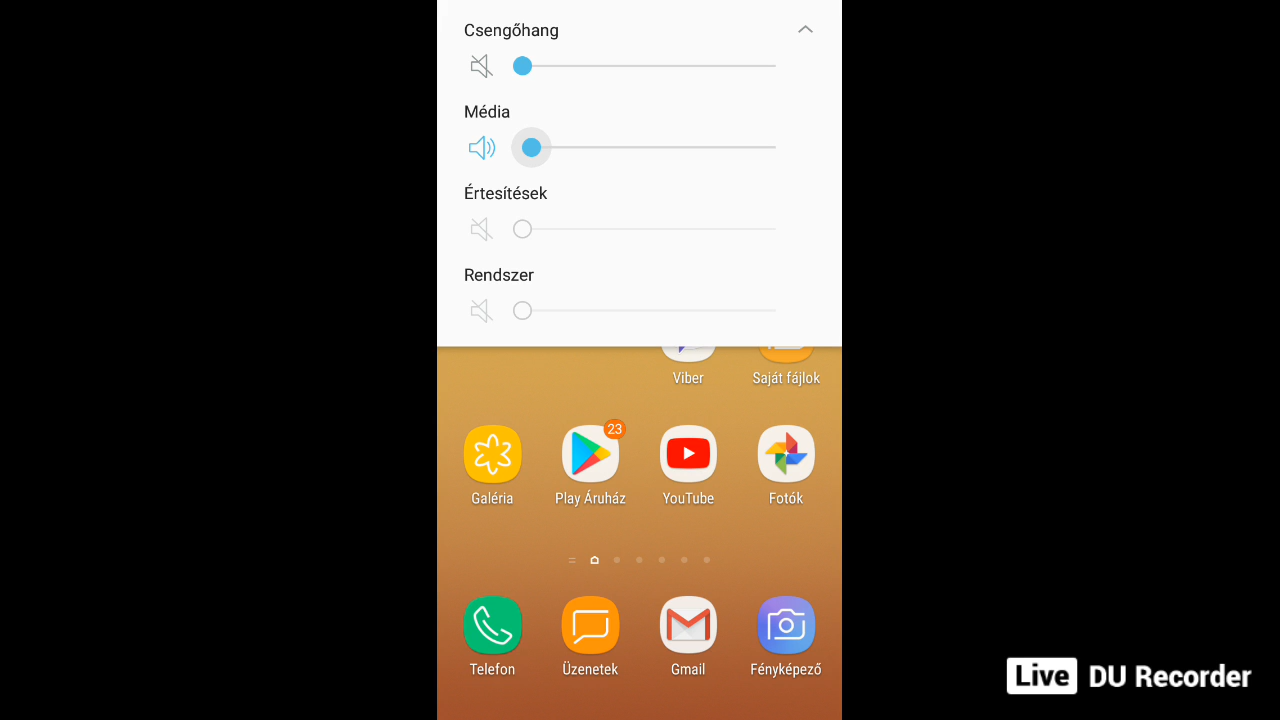 Csengőhang
Média
Értesítések
Rendszer
Viber
Saját fájlok
23
Galéria
Play Áruház
YouTube
Fotók
Telefon
Üzenetek
Gmail
Fényképező
Live DU Recorder